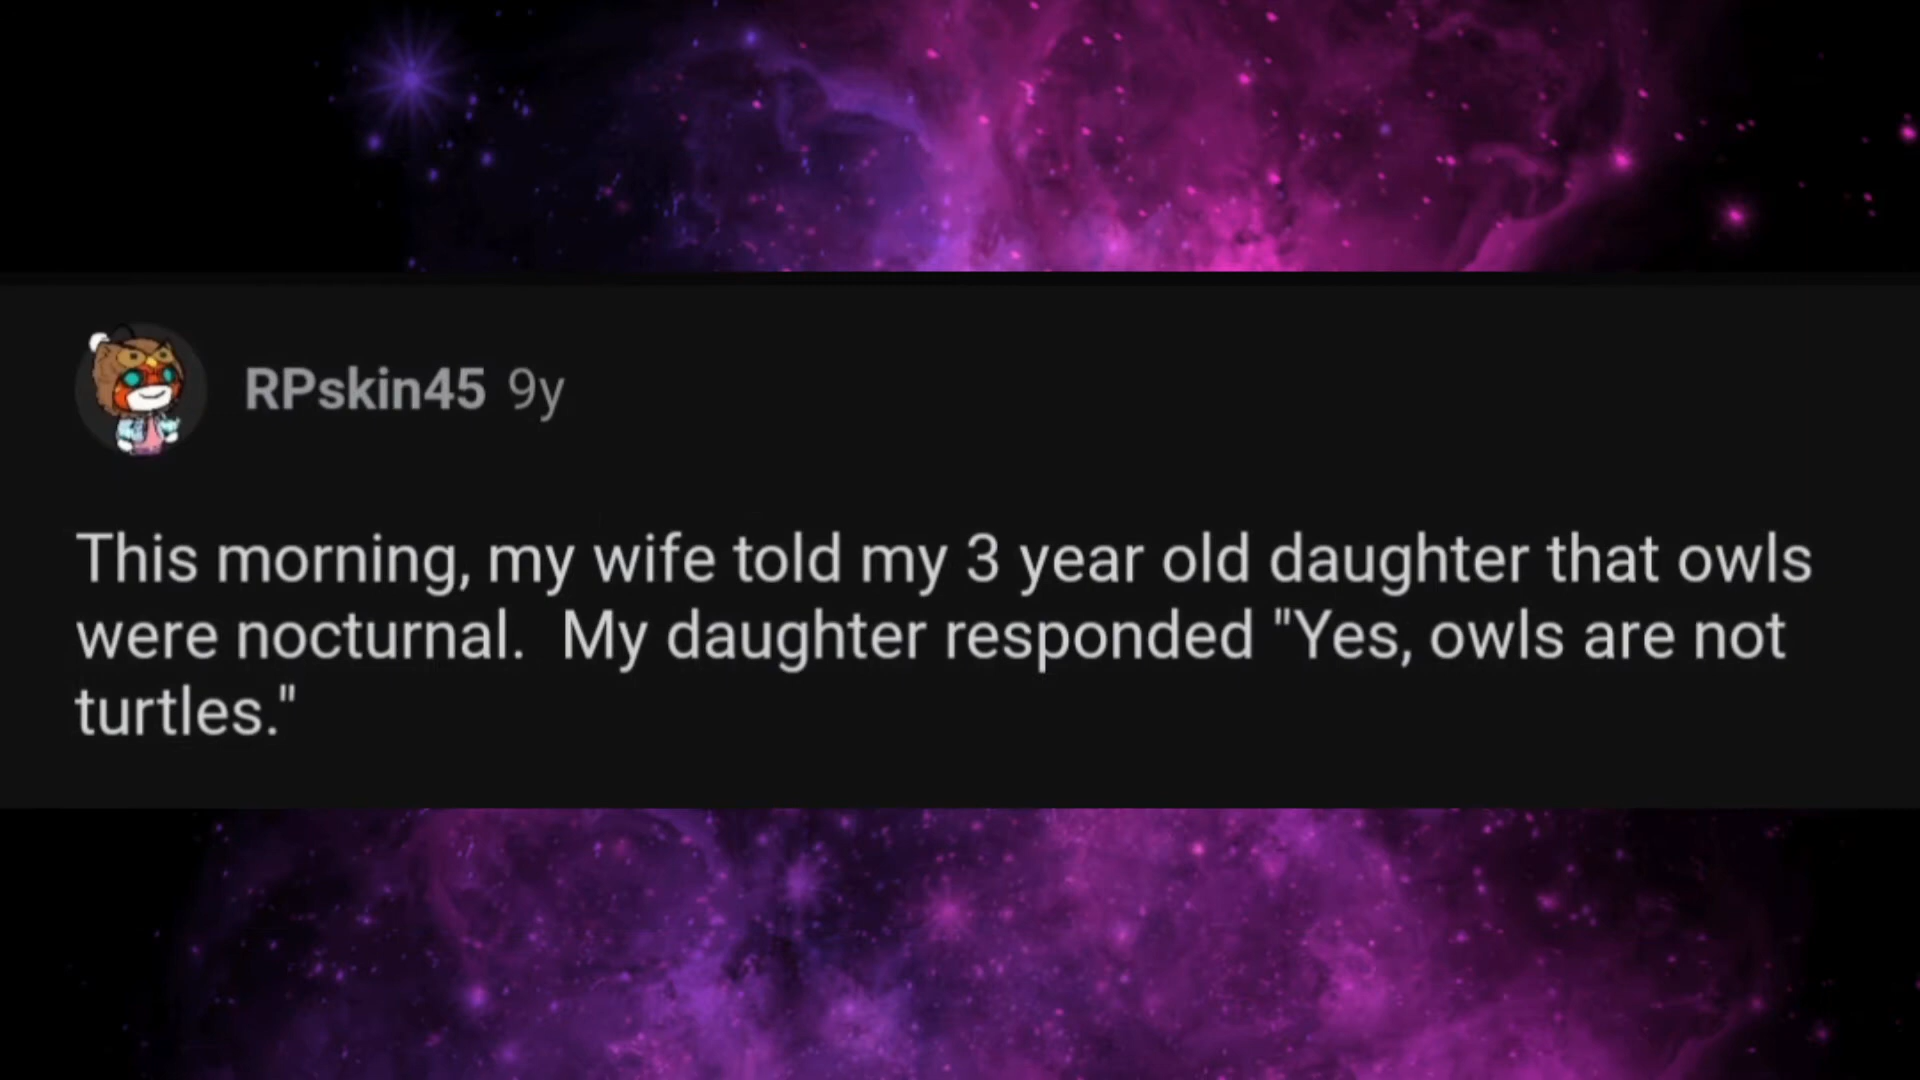 RPskin45 9y
This morning, my wife told my 3 year old daughter that owls
were nocturnal.  My daughter responded "Yes, owls are not
turtles."